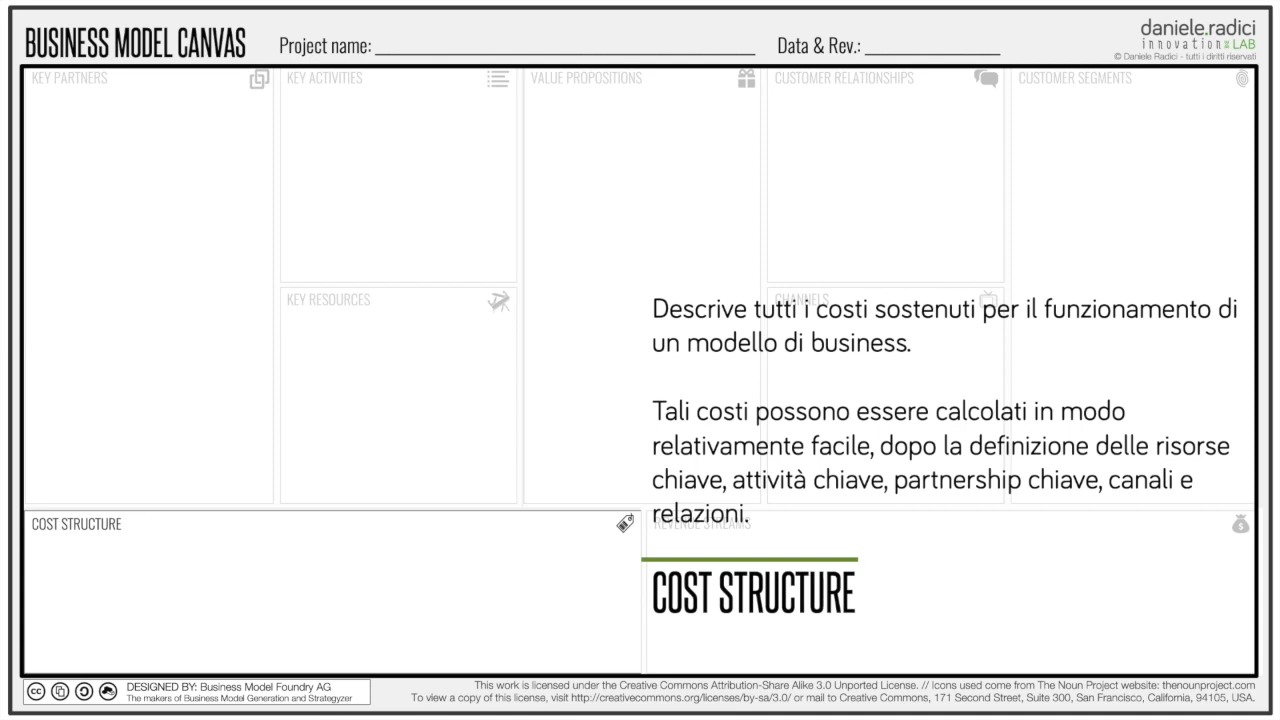 BUSINESS MODEL CANVAS
Project name:
Data & Rev.:
daniele.radici
innovation LAB
© Daniele Radici - tutti i diritti riservati
KEY PARTNERS
KEY ACTIVITIES
VALUE PROPOSITIONS
CUSTOMER RELATIONSHIPS
CUSTOMER SEGMENTS
KEY RESOURCES
CHANNELS
Descrive tutti i costi sostenuti per il funzionamento di
un modello di business.
Tali costi possono essere calcolati in modo
relativamente facile, dopo la definizione delle risorse
chiave, attività chiave, partnership chiave, canali e
relazioni.
COST STRUCTURE
REVENUE STREAMS
COST STRUCTURE
DESIGNED BY: Business Model Foundry AG
The makers of Business Model Generation and Strategyzer
This work is licensed under the Creative Commons Attribution-Share Alike 3.0 Unported License. // Icons used come from The Noun Project website: thenounproject.com
To view a copy of this license, visit http://creativecommons.org/licenses/by-sa/3.0/ or mail to Creative Commons, 171 Second Street, Suite 300, San Francisco, California, 94105, USA.